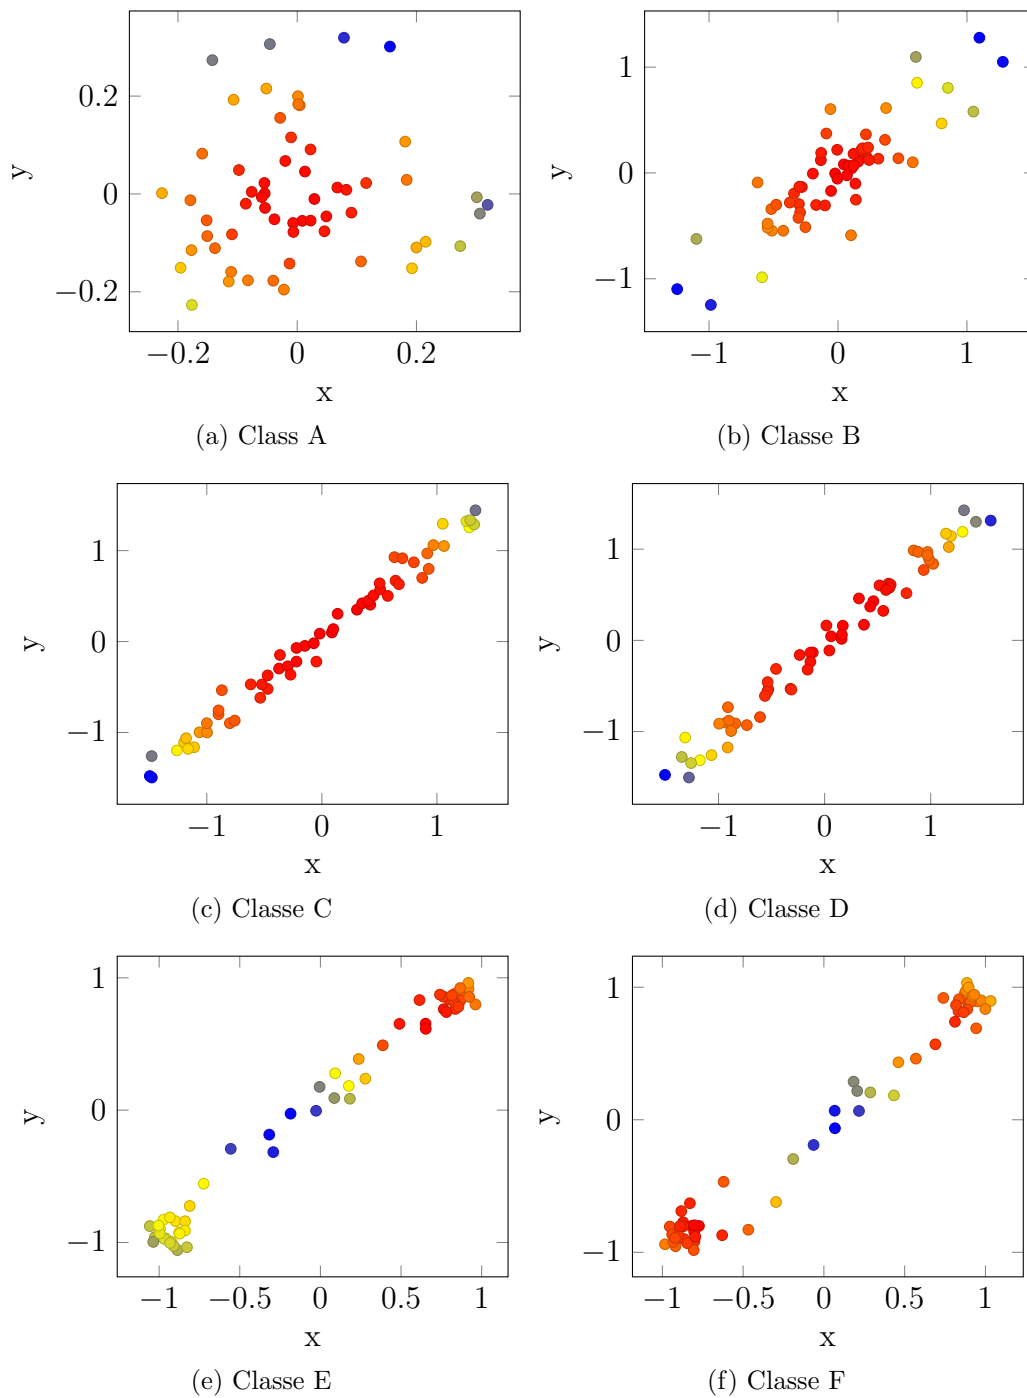 0.2
0
−0.2
y
−0.2 0 0.2
x
(a) Class A
1
0
−1
y
−1 0 1
x
(b) Classe B
1
0
−1
y
−1 0 1
x
(c) Classe C
1
0
−1
y
−1 0 1
x
(d) Classe D
1
0
−1
y
−1 −0.5 0 0.5 1
x
(e) Classe E
1
0
−1
y
−1 −0.5 0 0.5 1
x
(f) Classe F